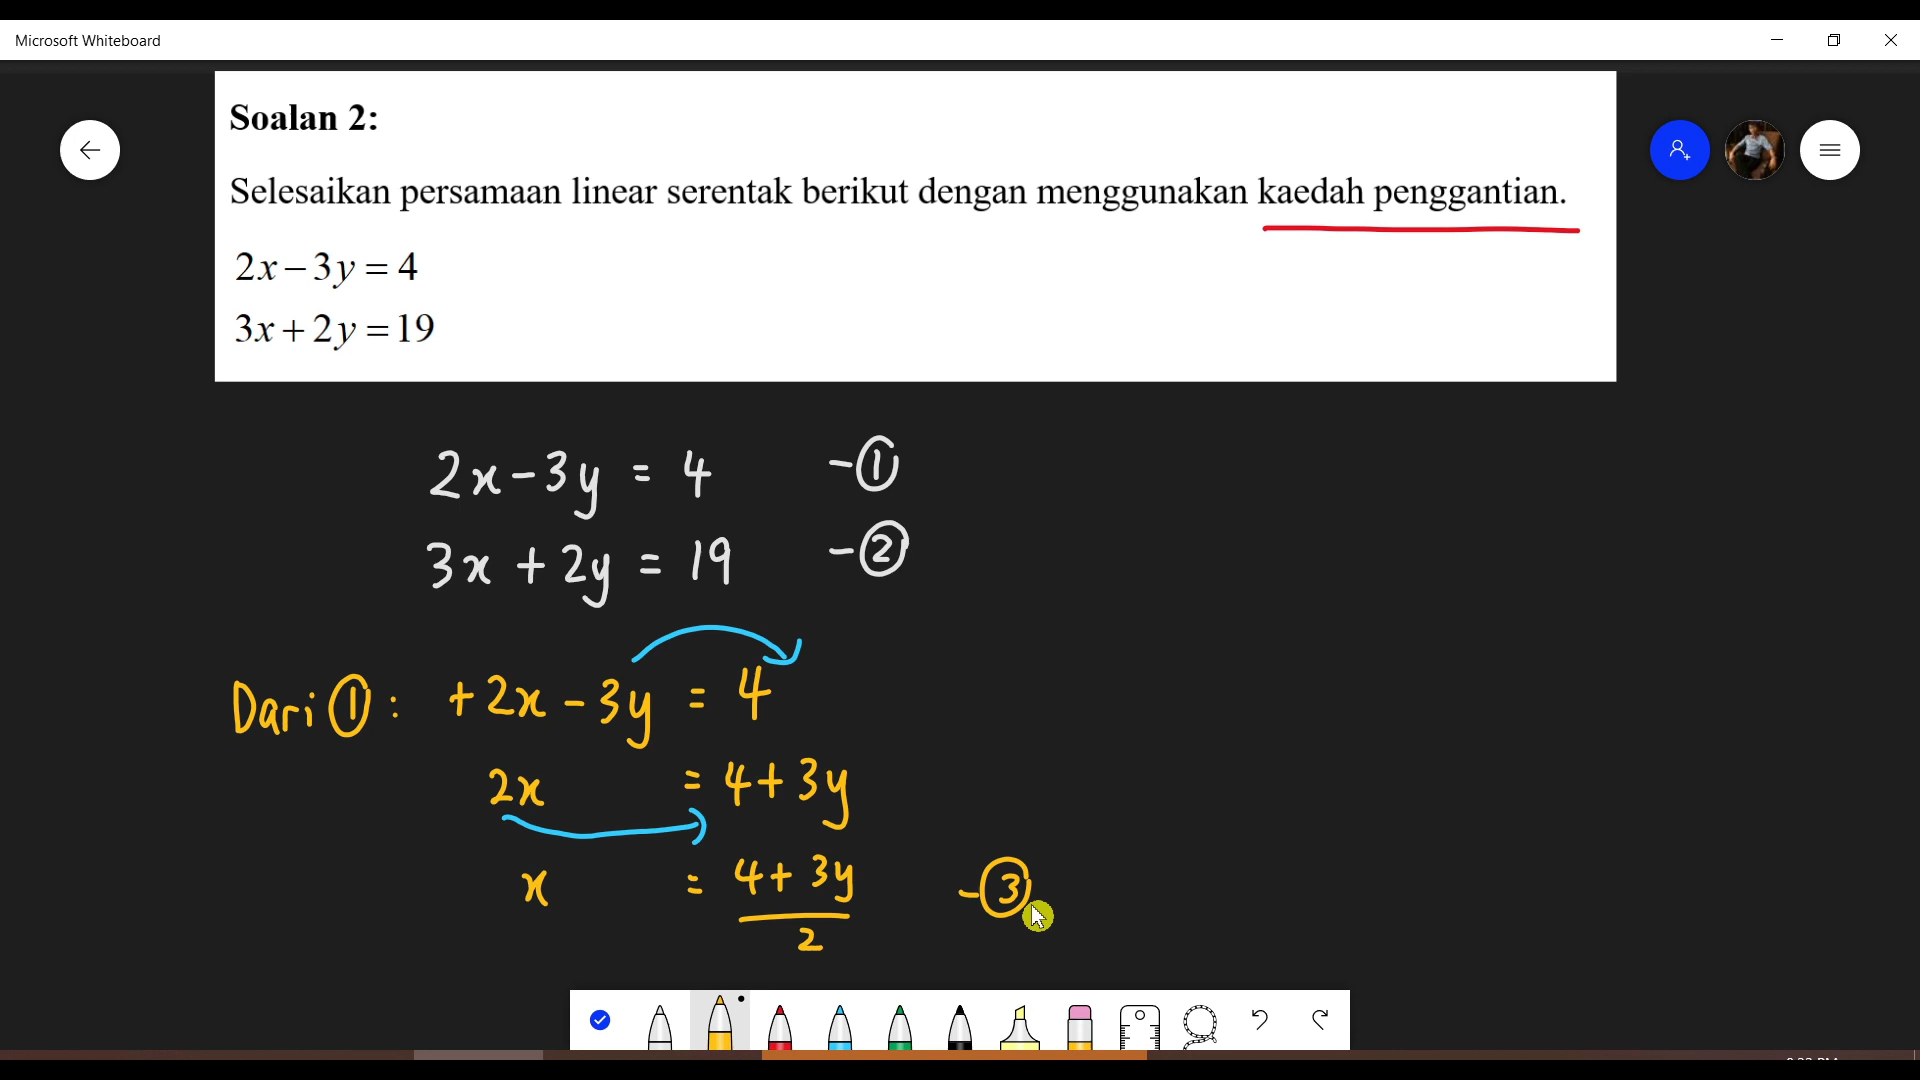 Microsoft Whiteboard
Soalan 2:
Selesaikan persamaan linear serentak berikut dengan menggunakan kaedah penggantian.
2x − 3y = 4
3x + 2y = 19
2x − 3y = 4 − ①
3x + 2y = 19 − ②
Dari ① : + 2x − 3y = 4
2x = 4 + 3y
x = 4 + 3y − ③
2